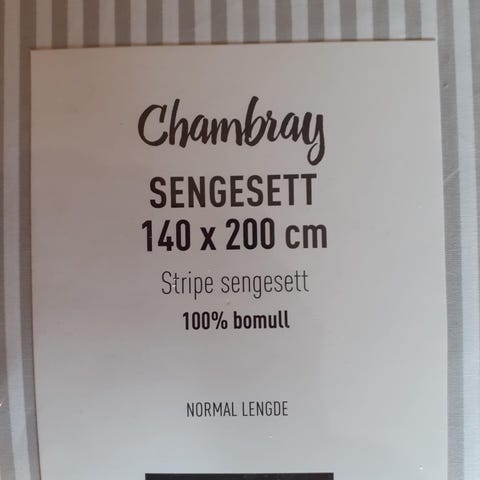 Chambray
SENGESETT
140 x 200 cm
Stripe sengesett
100% bomull
NORMAL LENGDE